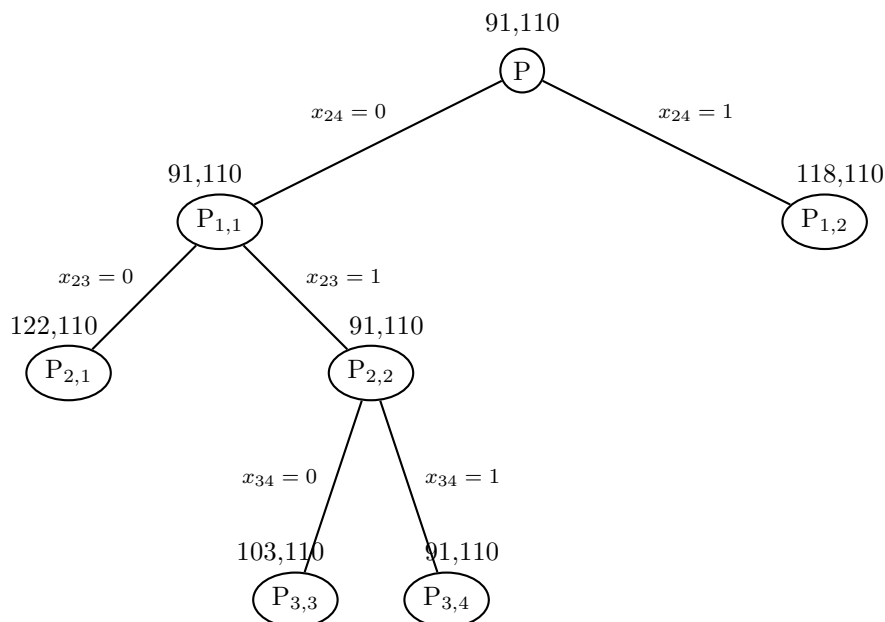 91,110
P
x₂₄ = 0
x₂₄ = 1
91,110
118,110
P₁,₁
P₁,₂
x₂₃ = 0
x₂₃ = 1
122,110
91,110
P₂,₁
P₂,₂
x₃₄ = 0
x₃₄ = 1
103,110
91,110
P₃,₃
P₃,₄